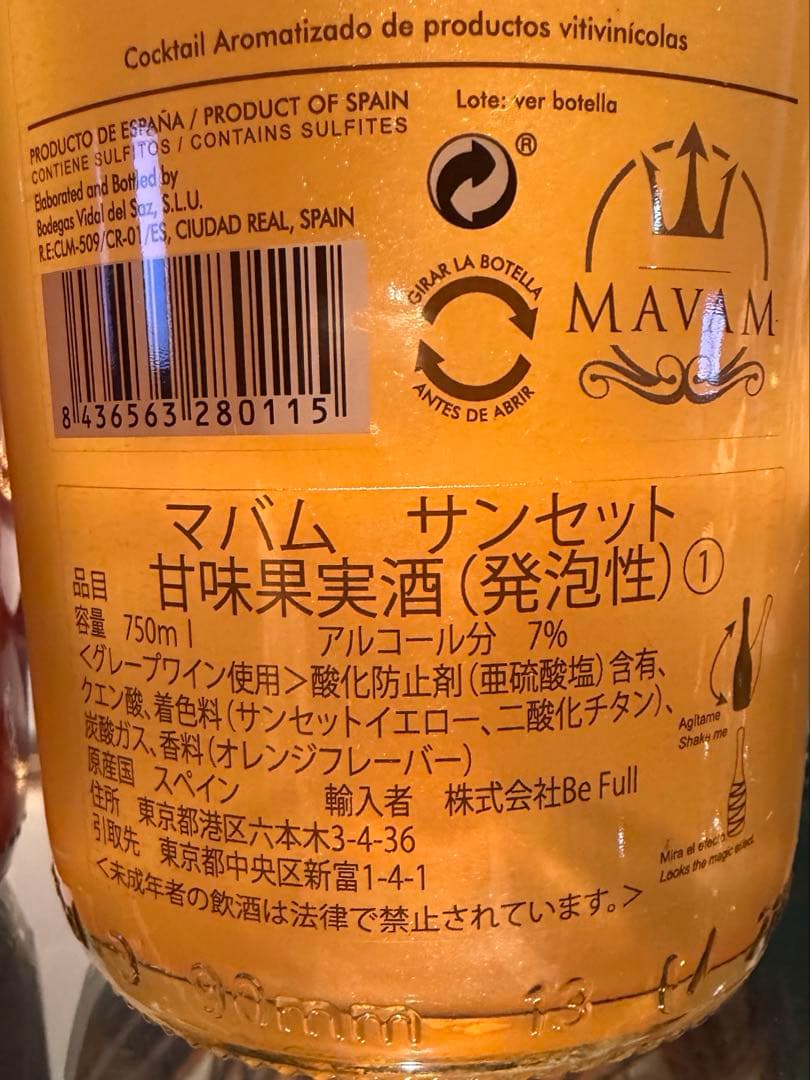 Cocktail Aromatizado de productos vitivinícolas
PRODUCTO DE ESPAÑA / PRODUCT OF SPAIN
CONTIENE SULFITOS / CONTAINS SULFITES
Elaborated and Bottled by
Bodegas Vidal del Saz, S.L.U.
R.E:CLM-509/CR-01/ES, CIUDAD REAL, SPAIN
8 436563 280115
Lote: ver botella
®
GIRAR LA BOTELLA
ANTES DE ABRIR
MAVAM
マバム サンセット
品目 甘味果実酒(発泡性)①
容量 750ml アルコール分 7%
<グレープワイン使用>酸化防止剤(亜硫酸塩)含有、
クエン酸、着色料(サンセットイエロー、二酸化チタン)、
炭酸ガス、香料(オレンジフレーバー)
原産国 スペイン 輸入者 株式会社Be Full
住所 東京都港区六本木3-4-36
引取先 東京都中央区新富1-4-1
<未成年者の飲酒は法律で禁止されています。>
Agítame
Shake me
Mira el efecto
Looks the magic effect.
90mm 13